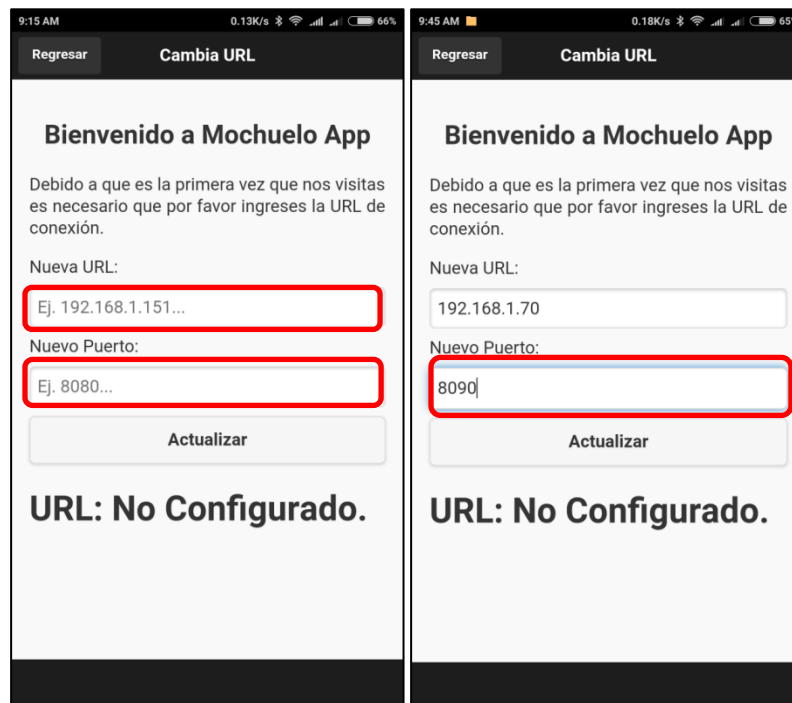 9:15 AM 0.13K/s 66%
Regresar Cambia URL
Bienvenido a Mochuelo App
Debido a que es la primera vez que nos visitas
es necesario que por favor ingreses la URL de
conexión.
Nueva URL:
Ej. 192.168.1.151...
Nuevo Puerto:
Ej. 8080...
Actualizar
URL: No Configurado.
9:45 AM 0.18K/s 65%
Regresar Cambia URL
Bienvenido a Mochuelo App
Debido a que es la primera vez que nos visitas
es necesario que por favor ingreses la URL de
conexión.
Nueva URL:
192.168.1.70
Nuevo Puerto:
8090
Actualizar
URL: No Configurado.